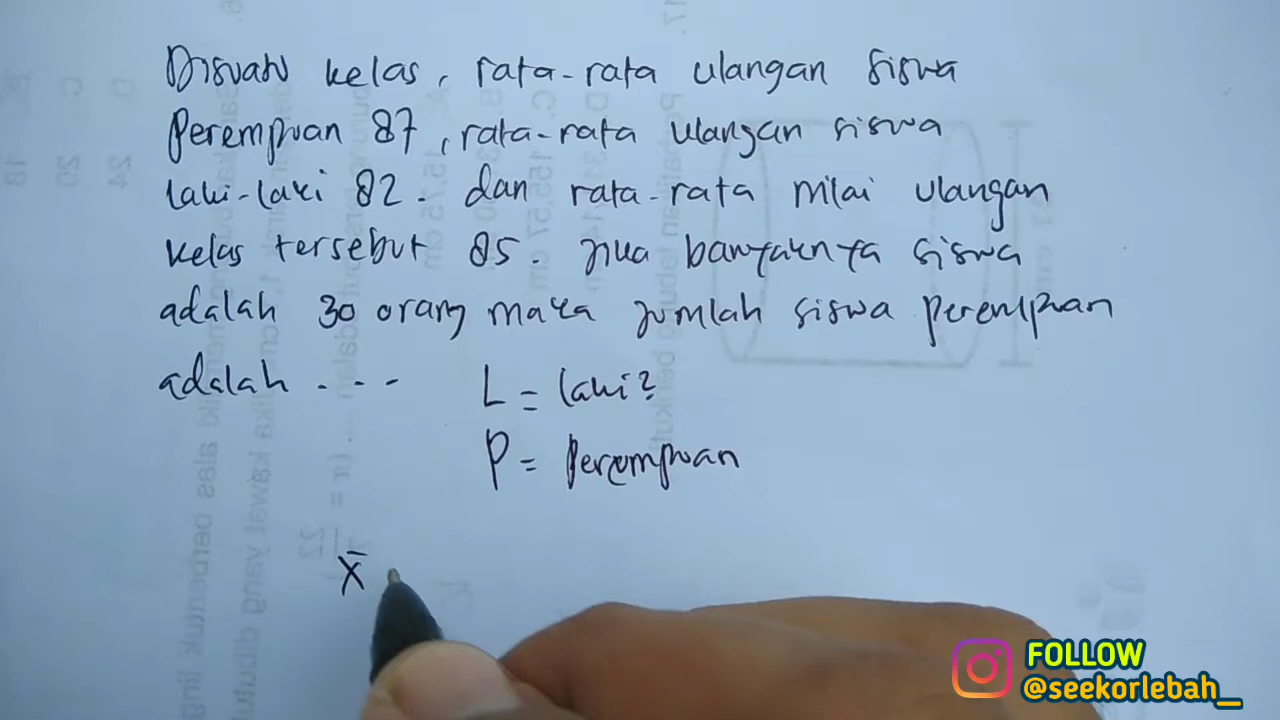 Disuatu kelas, rata-rata ulangan siswa
Perempuan 87, rata-rata ulangan siswa
laki-laki 82. dan rata-rata nilai ulangan
kelas tersebut 85. jika banyaknya siswa
adalah 30 orang maka jumlah siswa perempuan
adalah ...
L = laki2
P = Perempuan
x̄
FOLLOW
@seekorlebah_